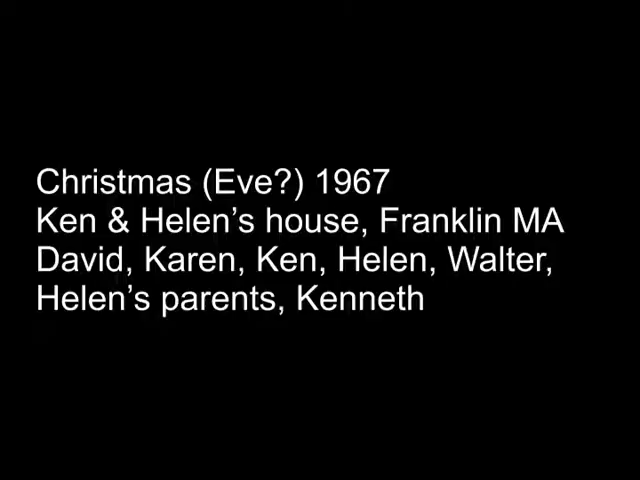 Christmas (Eve?) 1967
Ken & Helen’s house, Franklin MA
David, Karen, Ken, Helen, Walter,
Helen’s parents, Kenneth